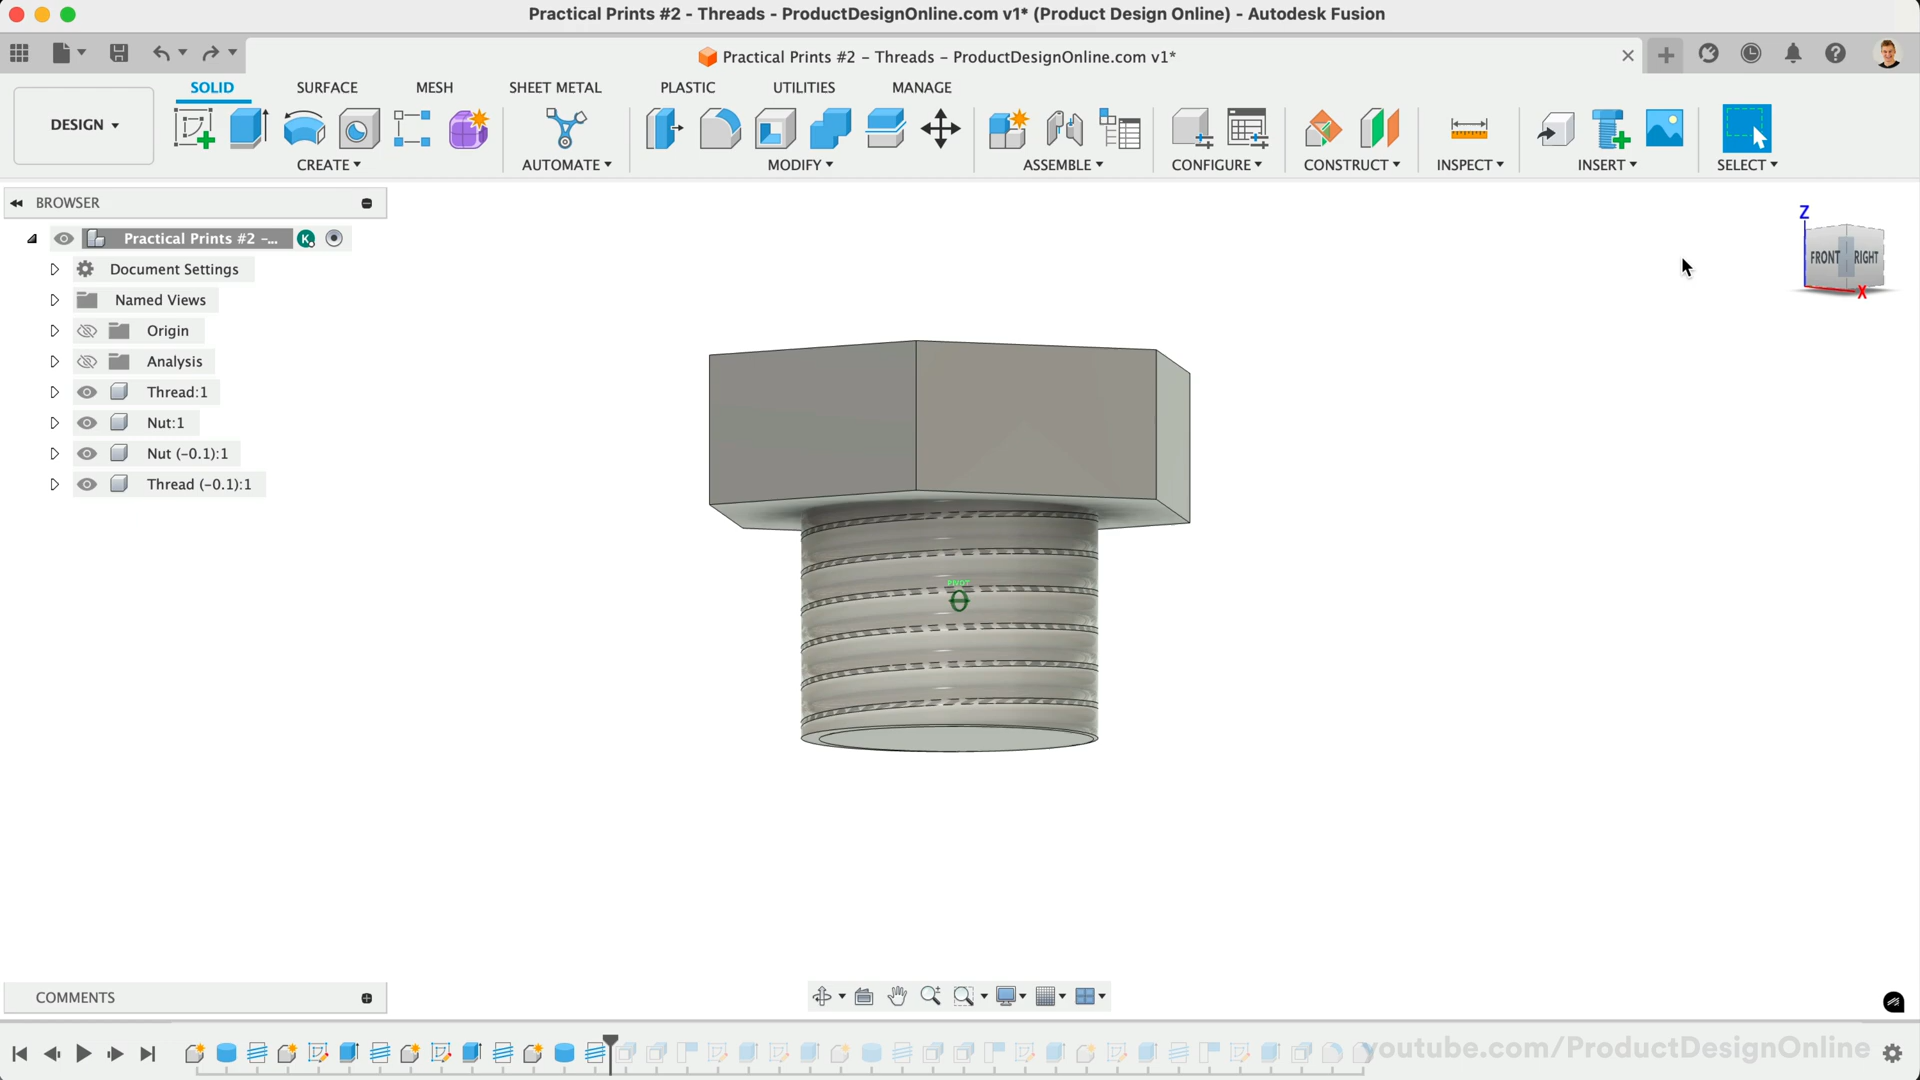 Practical Prints #2 - Threads - ProductDesignOnline.com v1* (Product Design Online) - Autodesk Fusion
Practical Prints #2 - Threads - ProductDesignOnline.com v1*
SOLID SURFACE MESH SHEET METAL PLASTIC UTILITIES MANAGE
DESIGN
CREATE AUTOMATE MODIFY ASSEMBLE CONFIGURE CONSTRUCT INSPECT INSERT SELECT
BROWSER
Practical Prints #2 -... K
Document Settings
Named Views
Origin
Analysis
Thread:1
Nut:1
Nut (-0.1):1
Thread (-0.1):1
Z
FRONT RIGHT
X
PIVOT
COMMENTS
youtube.com/ProductDesignOnline